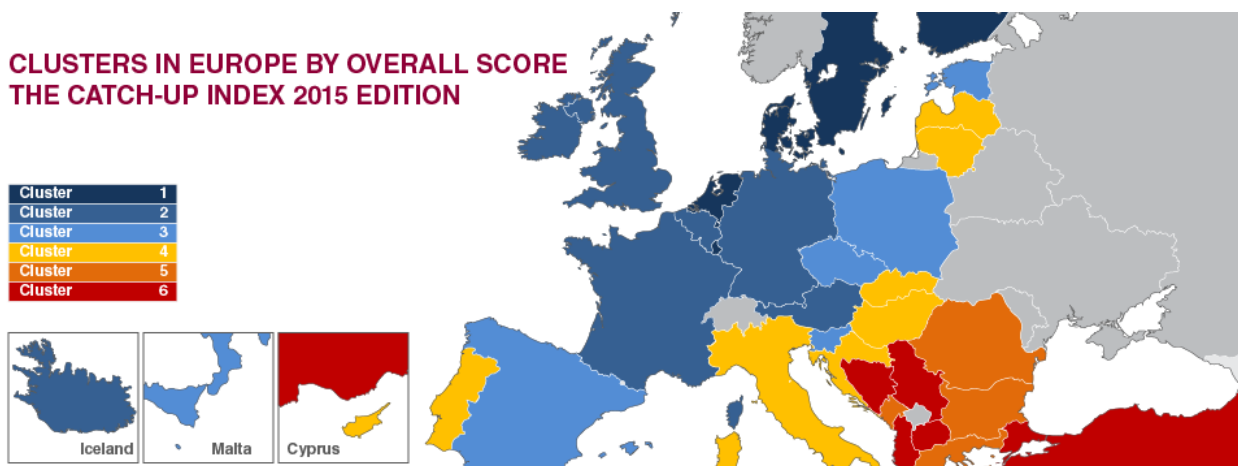 CLUSTERS IN EUROPE BY OVERALL SCORE
THE CATCH-UP INDEX 2015 EDITION
Cluster 1
Cluster 2
Cluster 3
Cluster 4
Cluster 5
Cluster 6
Iceland
Malta
Cyprus